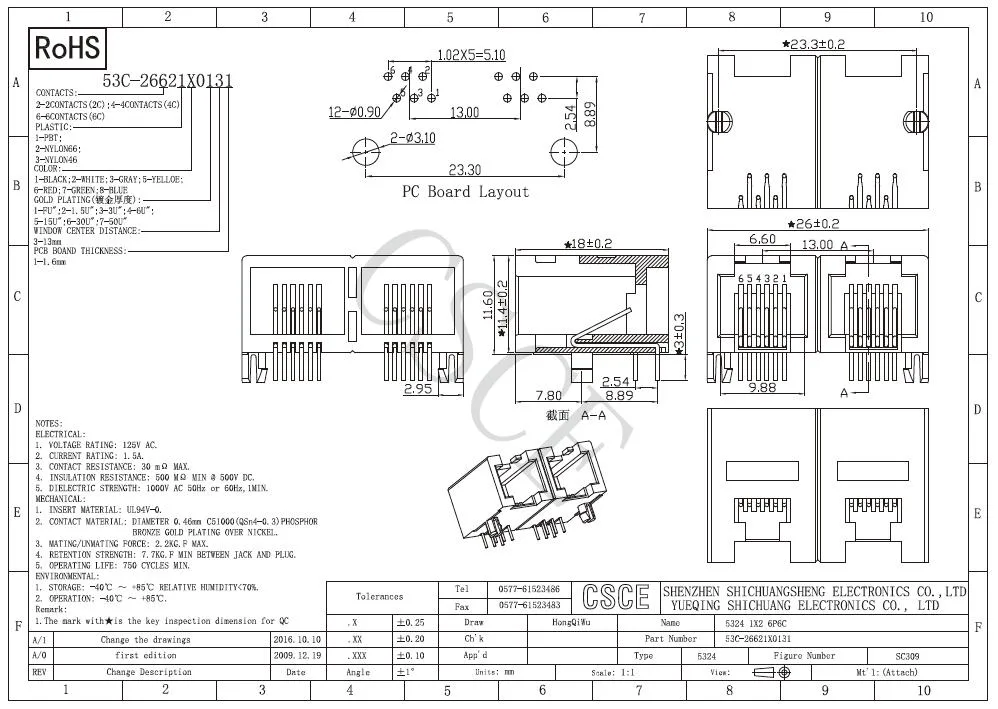 1 2 3 4 5 6 7 8 9 10
RoHS
53C-26621X0131
CONTACTS:
2-2CONTACTS(2C);4-4CONTACTS(4C)
6-6CONTACTS(6C)
PLASTIC:
1-PBT;
2-NYLON66;
3-NYLON46
COLOR:
1-BLACK;2-WHITE;3-GRAY;5-YELLOE;
6-RED;7-GREEN;8-BLUE
GOLD PLATING(镀金厚度):
1-FU";2-1.5U";3-3U";4-6U";
5-15U";6-30U";7-50U"
WINDOW CENTER DISTANCE:
3-13mm
PCB BOARD THICKNESS:
1-1.6mm
A
B
C
D
E
F
1.02X5=5.10
6 4 2
5 3 1
12-Ø0.90
13.00
2.54
8.89
2-Ø3.10
23.30
PC Board Layout
★23.3±0.2
2.95
★18±0.2
11.60
★11.4±0.2
★3±0.3
2.54
7.80
8.89
截面 A-A
★26±0.2
6.60
13.00 A
6 5 4 3 2 1
9.88
A
CSCE
A
B
C
D
E
F
NOTES:
ELECTRICAL:
1. VOLTAGE RATING: 125V AC.
2. CURRENT RATING: 1.5A.
3. CONTACT RESISTANCE: 30 mΩ MAX.
4. INSULATION RESISTANCE: 500 MΩ MIN @ 500V DC.
5. DIELECTRIC STRENGTH: 1000V AC 50Hz or 60Hz,1MIN.
MECHANICAL:
1. INSERT MATERIAL: UL94V-0.
2. CONTACT MATERIAL: DIAMETER 0.46mm C51000(QSn4-0.3)PHOSPHOR
BRONZE GOLD PLATING OVER NICKEL.
3. MATING/UNMATING FORCE: 2.2KG.F MAX.
4. RETENTION STRENGTH: 7.7KG.F MIN BETWEEN JACK AND PLUG.
5. OPERATING LIFE: 750 CYCLES MIN.
ENVIRONMENTAL:
1. STORAGE: -40℃ ~ +85℃ RELATIVE HUMIDITY<70%.
2. OPERATION: -40℃ ~ +85℃.
Remark:
1.The mark with★is the key inspection dimension for QC
A/1 Change the drawings 2016.10.10
A/0 first edition 2009.12.19
REV Change Description Date
Tolerances
.X ±0.25
.XX ±0.20
.XXX ±0.10
Angle ±1°
Tel 0577-61523486
Fax 0577-61523483
CSCE
SHENZHEN SHICHUANGSHENG ELECTRONICS CO.,LTD
YUEQING SHICHUANG ELECTRONICS CO., LTD
Draw HongQiWu Name 5324 1X2 6P6C
Ch'k Part Number 53C-26621X0131
App'd Type 5324 Figure Number SC309
Units: mm Scale: 1:1 View: Mt'l:(Attach)
1 2 3 4 5 6 7 8 9 10